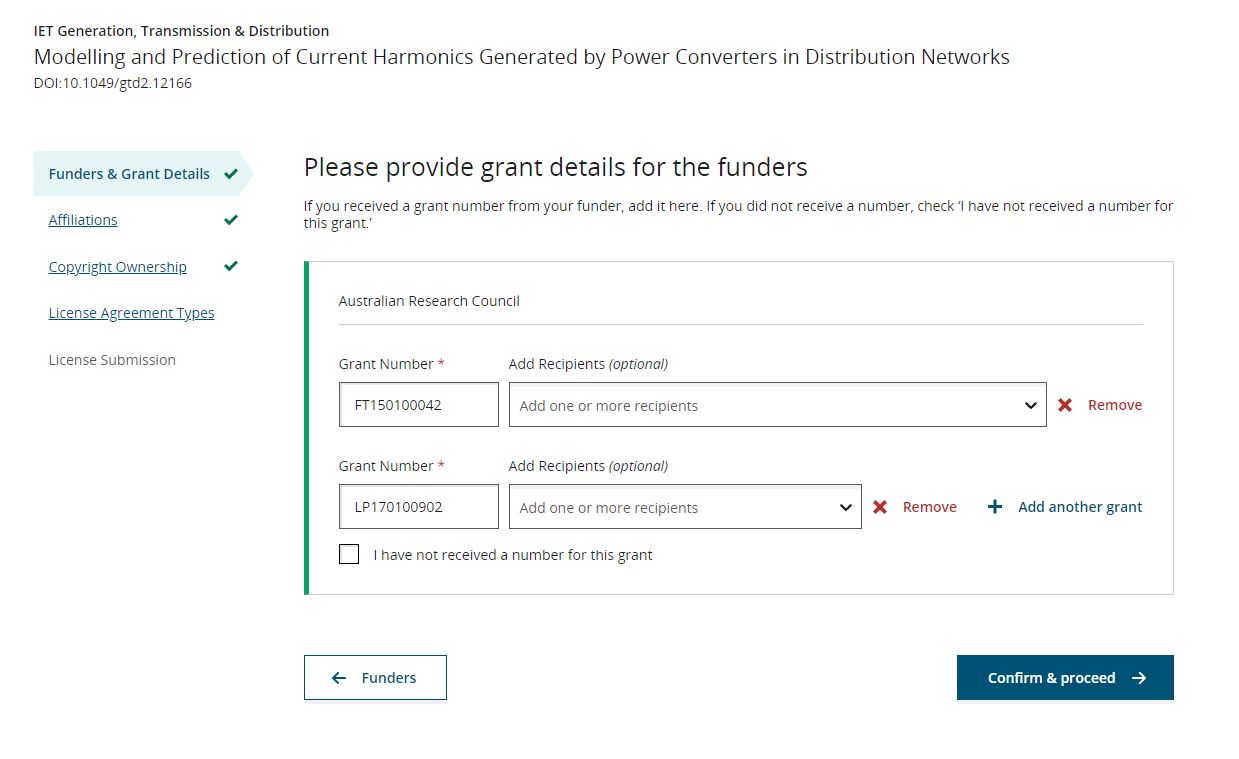 IET Generation, Transmission & Distribution
Modelling and Prediction of Current Harmonics Generated by Power Converters in Distribution Networks
DOI:10.1049/gtd2.12166
Funders & Grant Details
Affiliations
Copyright Ownership
License Agreement Types
License Submission
Please provide grant details for the funders
If you received a grant number from your funder, add it here. If you did not receive a number, check ‘I have not received a number for
this grant.’
Australian Research Council
Grant Number * Add Recipients (optional)
FT150100042 Add one or more recipients Remove
Grant Number * Add Recipients (optional)
LP170100902 Add one or more recipients Remove Add another grant
I have not received a number for this grant
Funders
Confirm & proceed